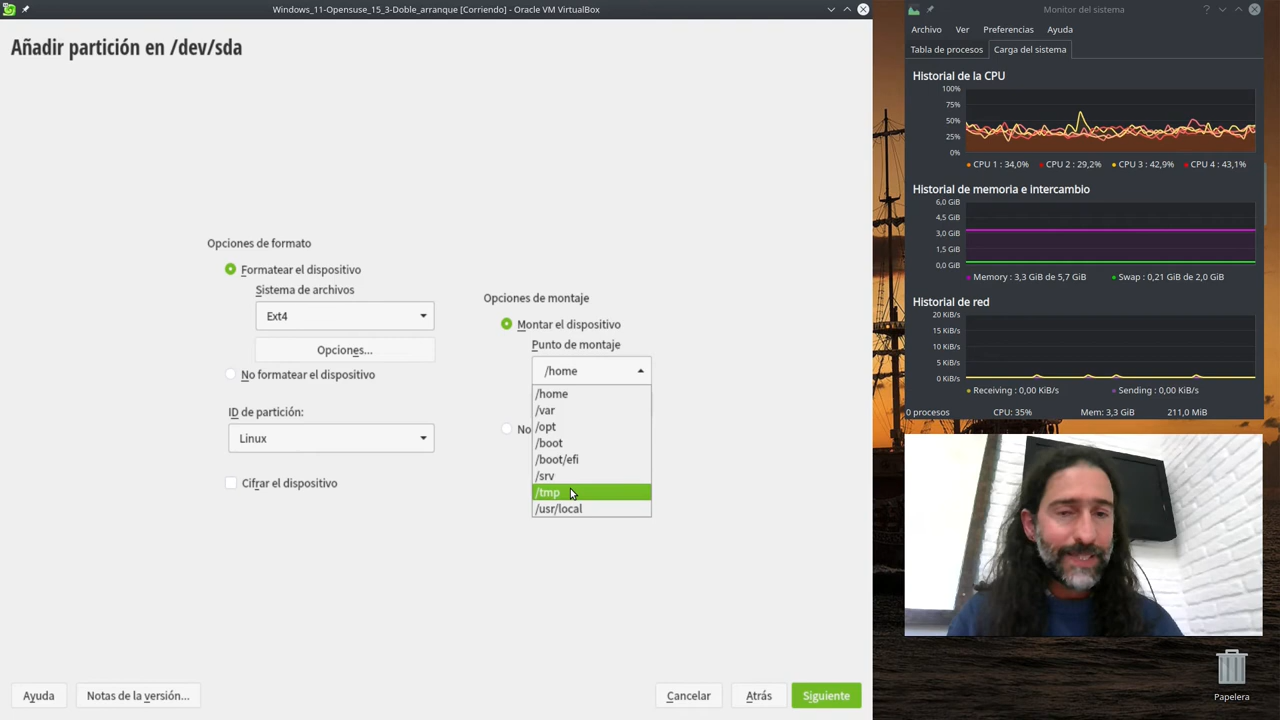 Windows_11-Opensuse_15_3-Doble_arranque [Corriendo] - Oracle VM VirtualBox
Añadir partición en /dev/sda
Opciones de formato
Formatear el dispositivo
Sistema de archivos
Ext4
Opciones...
No formatear el dispositivo
ID de partición:
Linux
Cifrar el dispositivo
Opciones de montaje
Montar el dispositivo
Punto de montaje
/home
/home
/var
/opt
/boot
/boot/efi
/srv
/tmp
/usr/local
No
Ayuda
Notas de la versión...
Cancelar
Atrás
Siguiente
Monitor del sistema
Archivo Ver Preferencias Ayuda
Tabla de procesos Carga del sistema
Historial de la CPU
100%
75%
50%
25%
0%
CPU 1 : 34,0% CPU 2 : 29,2% CPU 3 : 42,9% CPU 4 : 43,1%
Historial de memoria e intercambio
6,0 GiB
4,5 GiB
3,0 GiB
1,5 GiB
0,0 GiB
Memory : 3,3 GiB de 5,7 GiB Swap : 0,21 GiB de 2,0 GiB
Historial de red
20 KiB/s
15 KiB/s
10 KiB/s
5 KiB/s
0 KiB/s
Receiving : 0,00 KiB/s Sending : 0,00 KiB/s
0 procesos CPU: 35% Mem: 3,3 GiB 211,0 MiB
Papelera